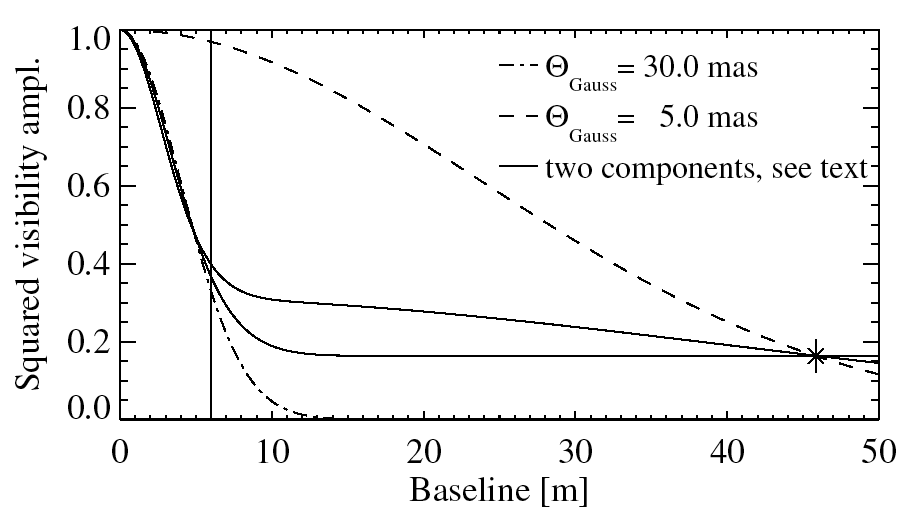 Squared visibility ampl.
1.0
0.8
0.6
0.4
0.2
0.0
Θ_Gauss = 30.0 mas
Θ_Gauss = 5.0 mas
two components, see text
0 10 20 30 40 50
Baseline [m]